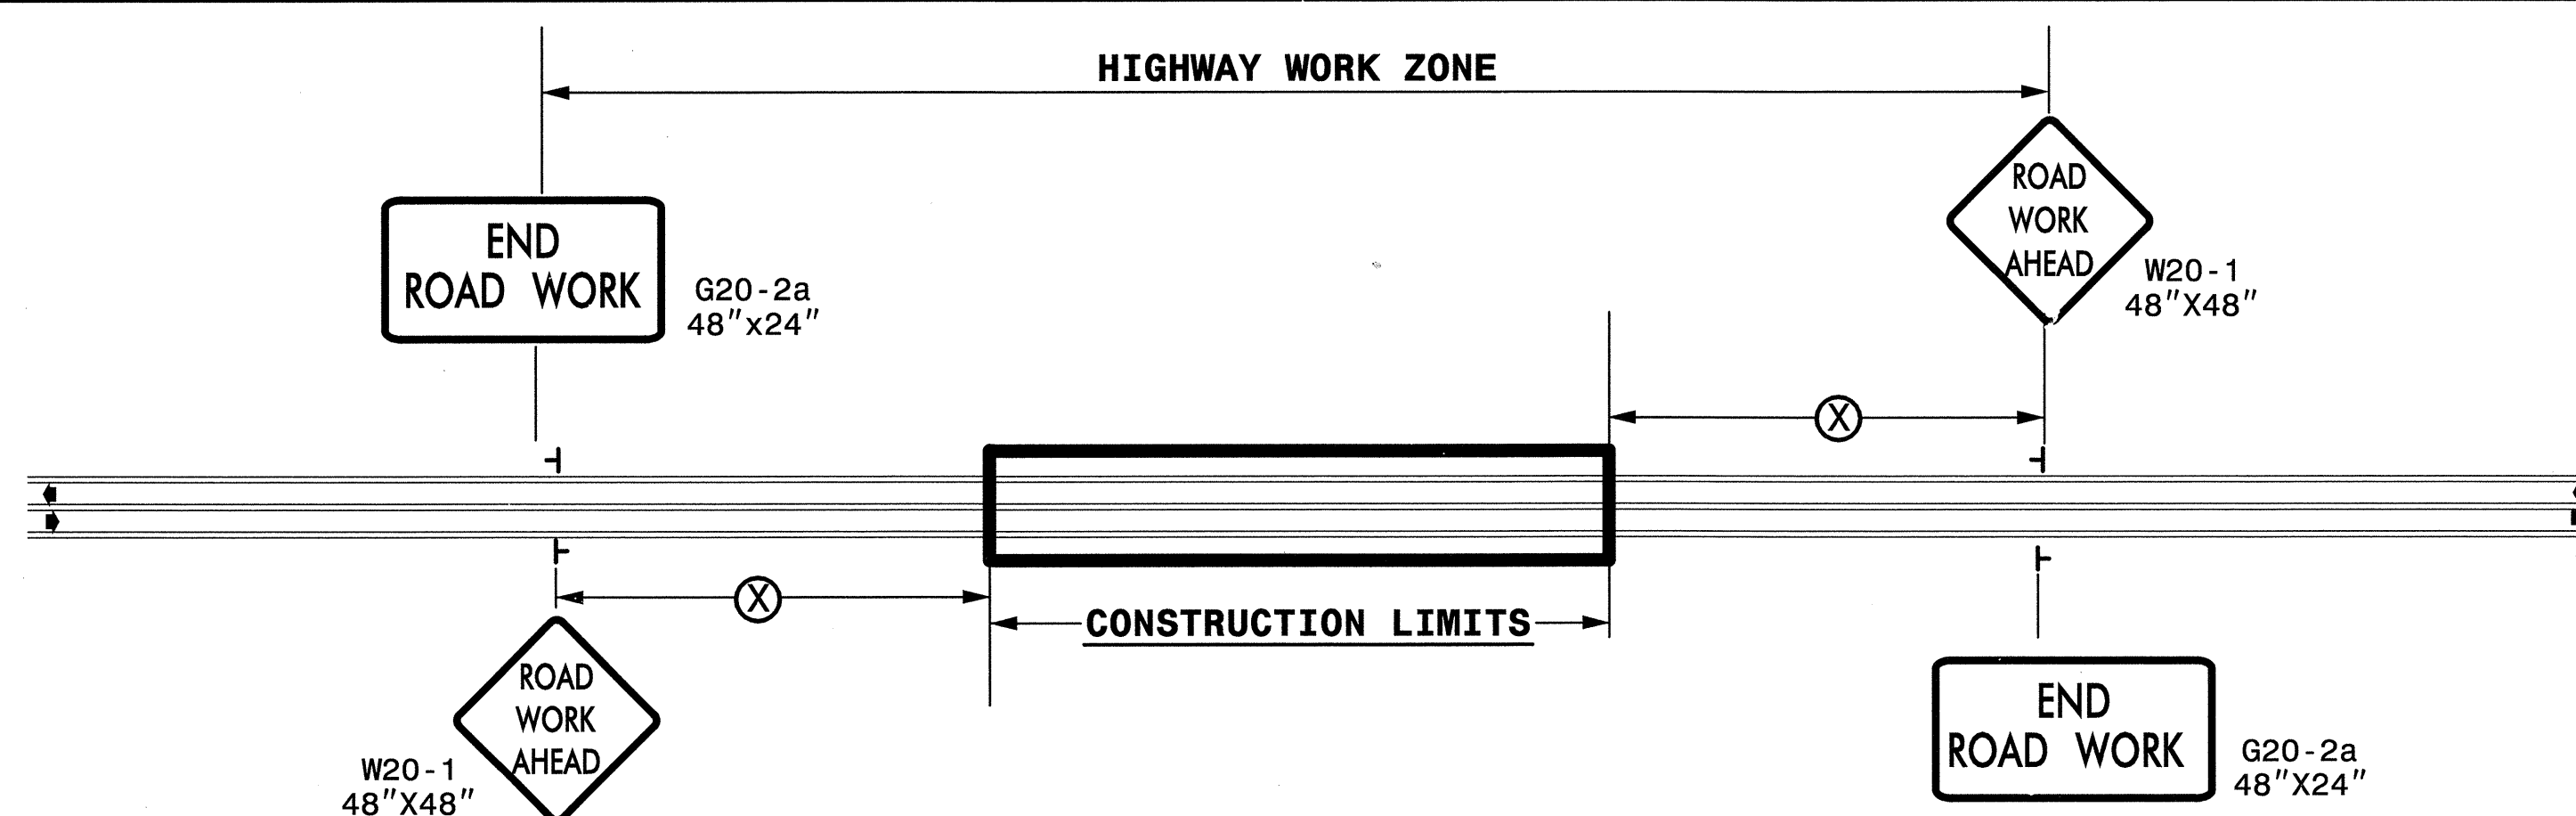 HIGHWAY WORK ZONE
END
ROAD WORK
G20-2a
48"x24"
ROAD
WORK
AHEAD
W20-1
48"X48"
X
X
CONSTRUCTION LIMITS
ROAD
WORK
AHEAD
W20-1
48"X48"
END
ROAD WORK
G20-2a
48"X24"